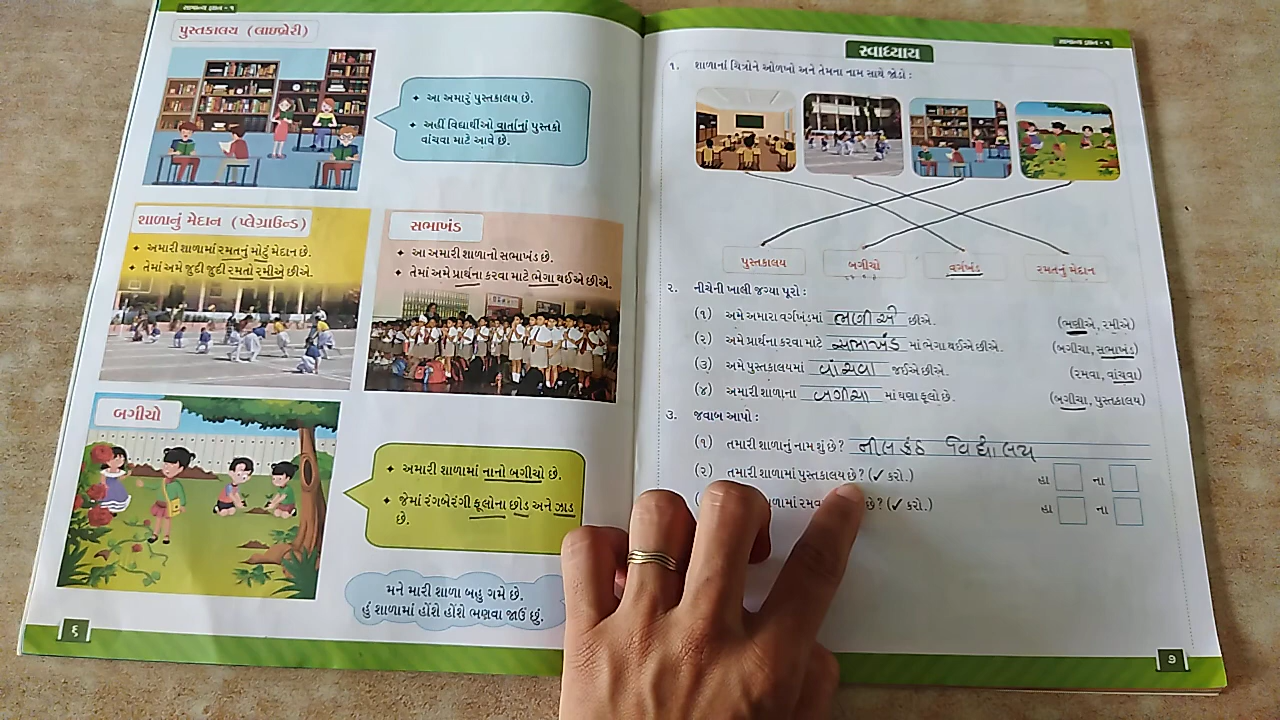 સામાન્ય જ્ઞાન - ૧
પુસ્તકાલય (લાઇબ્રેરી)
✦ આ અમારું પુસ્તકાલય છે.
✦ અહીં વિદ્યાર્થીઓ વાર્તાનાં પુસ્તકો
વાંચવા માટે આવે છે.
શાળાનું મેદાન (પ્લેગ્રાઉન્ડ)
✦ અમારી શાળામાં રમતનું મોટું મેદાન છે.
✦ તેમાં અમે જુદી જુદી રમતો રમીએ છીએ.
સભાખંડ
✦ આ અમારી શાળાનો સભાખંડ છે.
✦ તેમાં અમે પ્રાર્થના કરવા માટે ભેગા થઈએ છીએ.
બગીચો
✦ અમારી શાળામાં નાનો બગીચો છે.
✦ જેમાં રંગબેરંગી ફૂલોના છોડ અને ઝાડ
છે.
મને મારી શાળા બહુ ગમે છે.
હું શાળામાં હોંશે હોંશે ભણવા જાઉં છું.
૬
સામાન્ય જ્ઞાન - ૧
સ્વાધ્યાય
૧. શાળાનાં ચિત્રોને ઓળખો અને તેમના નામ સાથે જોડો :
પુસ્તકાલય બગીચો વર્ગખંડ રમતનું મેદાન
૨. નીચેની ખાલી જગ્યા પૂરો :
(૧) અમે અમારા વર્ગખંડમાં ભણીએ છીએ. (ભણીએ, રમીએ)
(૨) અમે પ્રાર્થના કરવા માટે સભાખંડ માં ભેગા થઈએ છીએ. (બગીચા, સભાખંડ)
(૩) અમે પુસ્તકાલયમાં વાંચવા જઈએ છીએ. (રમવા, વાંચવા)
(૪) અમારી શાળાના બગીચા માં ઘણા ફૂલો છે. (બગીચા, પુસ્તકાલય)
૩. જવાબ આપો :
(૧) તમારી શાળાનું નામ શું છે? નીલકંઠ વિદ્યાલય
(૨) તમારી શાળામાં પુસ્તકાલય છે? (✓ કરો.) હા ના
છે? (✓ કરો.) હા ના
૭